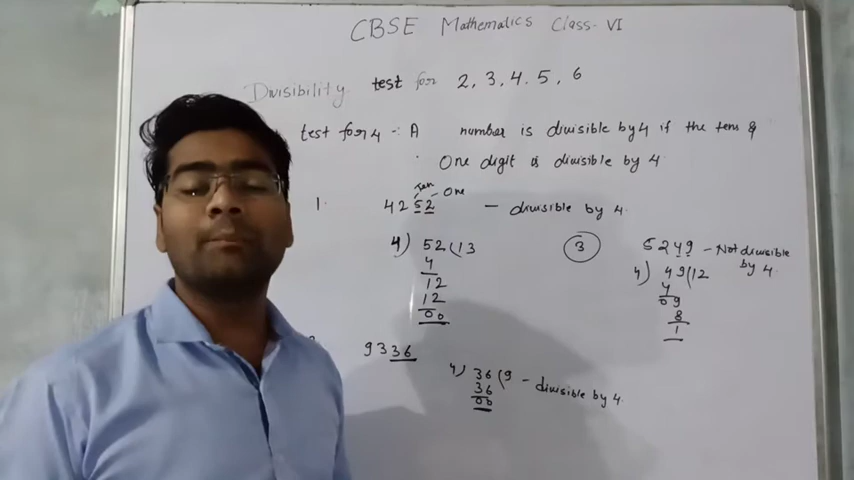 CBSE Mathematics Class-VI
Divisibility test for 2, 3, 4. 5, 6
test for 4 -: A number is divisible by 4 if the tens &
One digit is divisible by 4
ten One
1. 4252 - divisible by 4.
4) 52 (13
4
12
12
00
3 5249 - Not divisible
by 4.
4) 49 (12
4
09
8
1
9336
4) 36 (9 - divisible by 4.
36
00